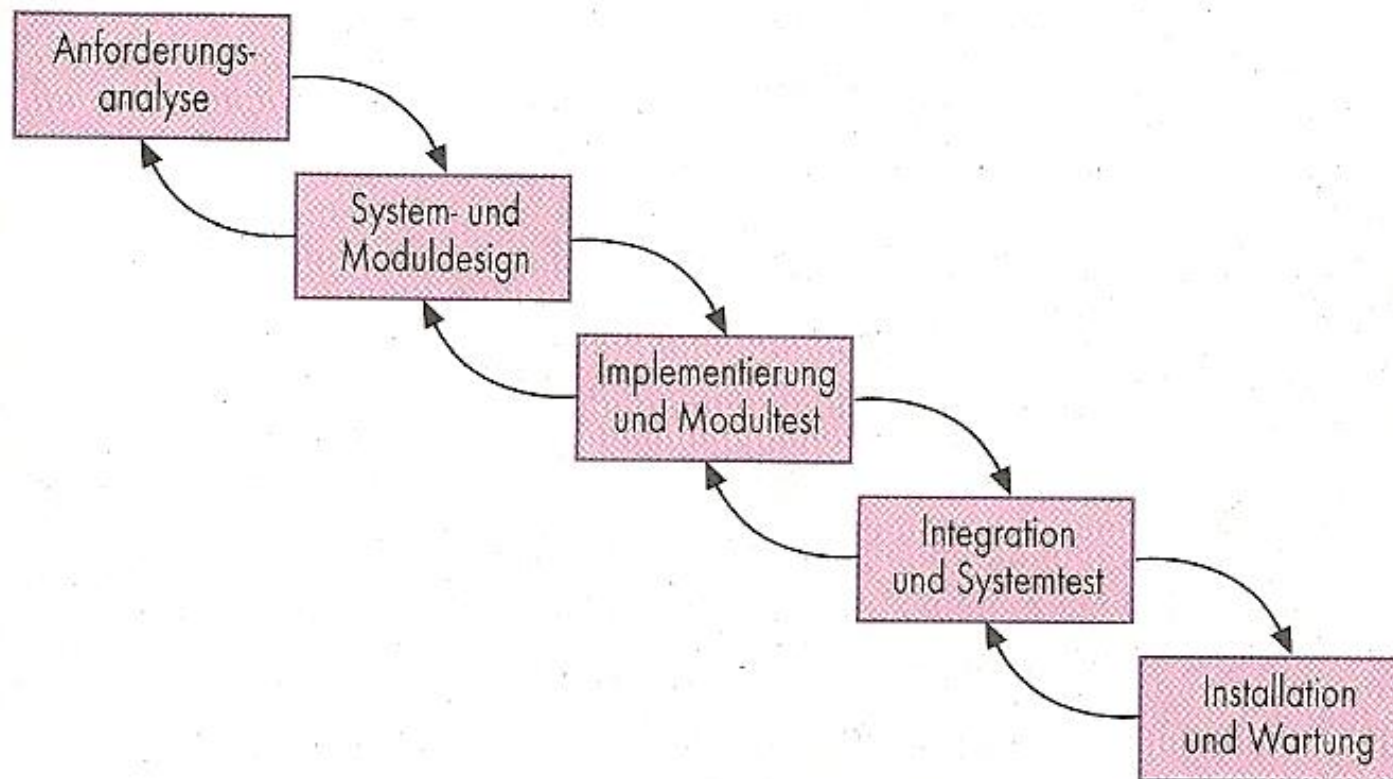 Anforderungs-
analyse
System- und
Moduldesign
Implementierung
und Modultest
Integration
und Systemtest
Installation
und Wartung